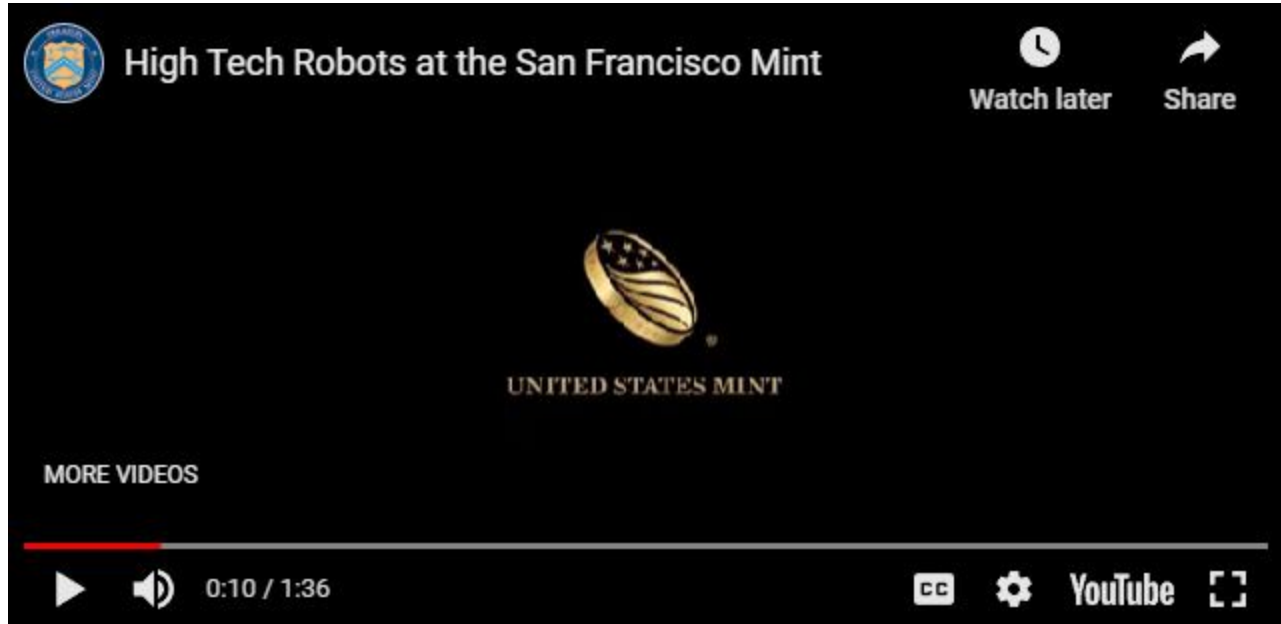 High Tech Robots at the San Francisco Mint
Watch later
Share
UNITED STATES MINT
MORE VIDEOS
0:10 / 1:36
CC
YouTube